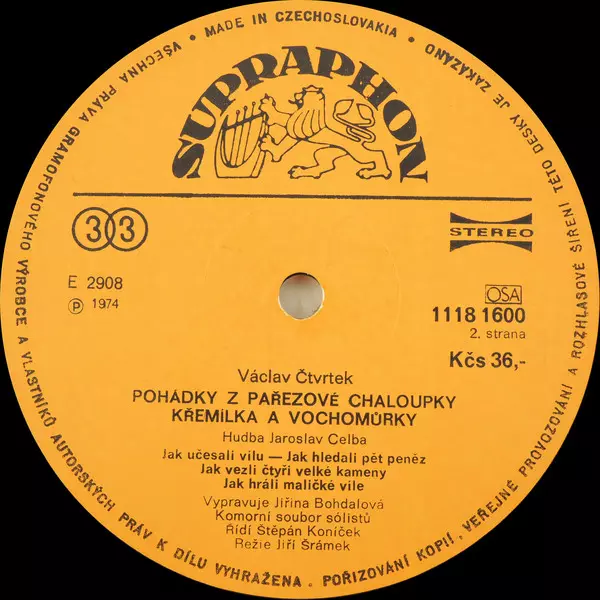 MADE IN CZECHOSLOVAKIA
VŠECHNA PRÁVA GRAMOFONOVÉHO VÝROBCE A VLASTNÍKŮ AUTORSKÝCH PRÁV K DÍLU VYHRAŽENA. POŘIZOVÁNÍ KOPIÍ, VEŘEJNÉ PROVOZOVÁNÍ A ROZHLASOVÉ ŠÍŘENÍ TÉTO DESKY JE ZAKÁZÁNO
SUPRAPHON
33
STEREO
E 2908
℗ 1974
OSA
1118 1600
2. strana
Kčs 36,-
Václav Čtvrtek
POHÁDKY Z PAŘEZOVÉ CHALOUPKY
KŘEMÍLKA A VOCHOMŮRKY
Hudba Jaroslav Celba
Jak učesali vílu — Jak hledali pět peněz
Jak vezli čtyři velké kameny
Jak hráli maličké víle
Vypravuje Jiřina Bohdalová
Komorní soubor sólistů
Řídí Štěpán Koníček
Režie Jiří Šrámek